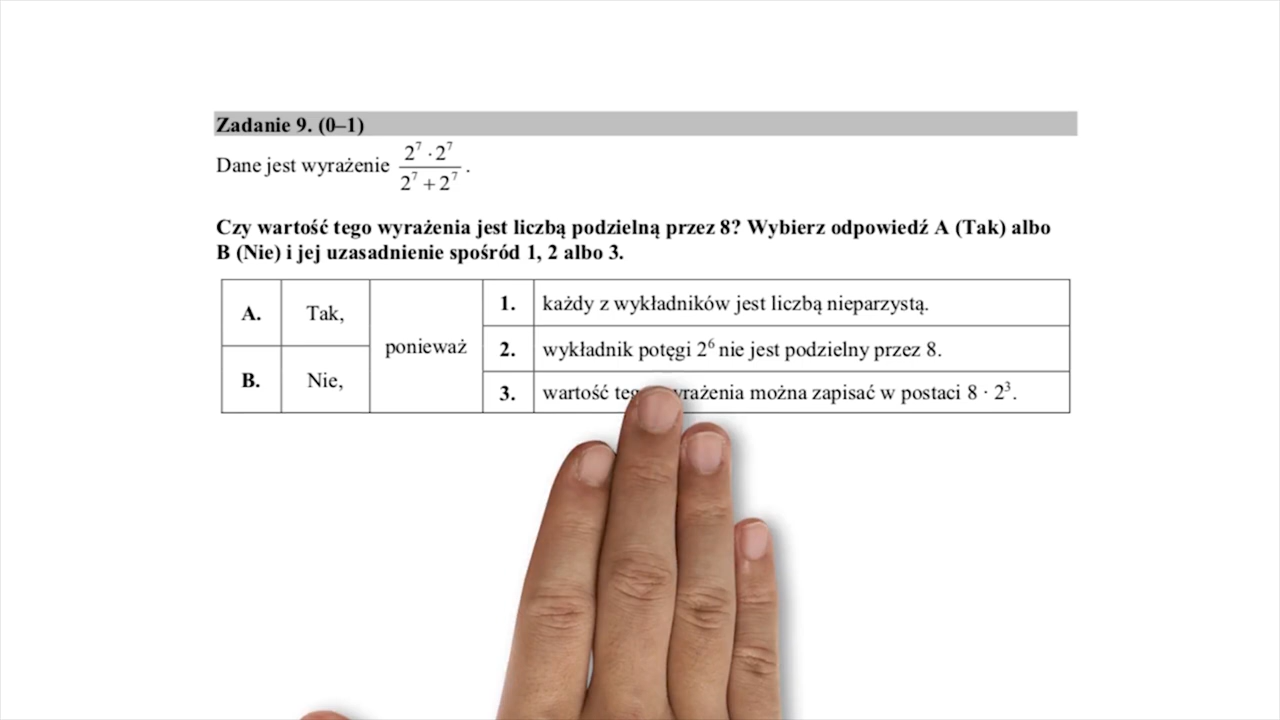 Zadanie 9. (0–1)
Dane jest wyrażenie 2⁷ · 2⁷ / 2⁷ + 2⁷ .
Czy wartość tego wyrażenia jest liczbą podzielną przez 8? Wybierz odpowiedź A (Tak) albo
B (Nie) i jej uzasadnienie spośród 1, 2 albo 3.
A. Tak,
B. Nie,
ponieważ
1. każdy z wykładników jest liczbą nieparzystą.
2. wykładnik potęgi 2⁶ nie jest podzielny przez 8.
3. wartość można zapisać w postaci 8 · 2³.